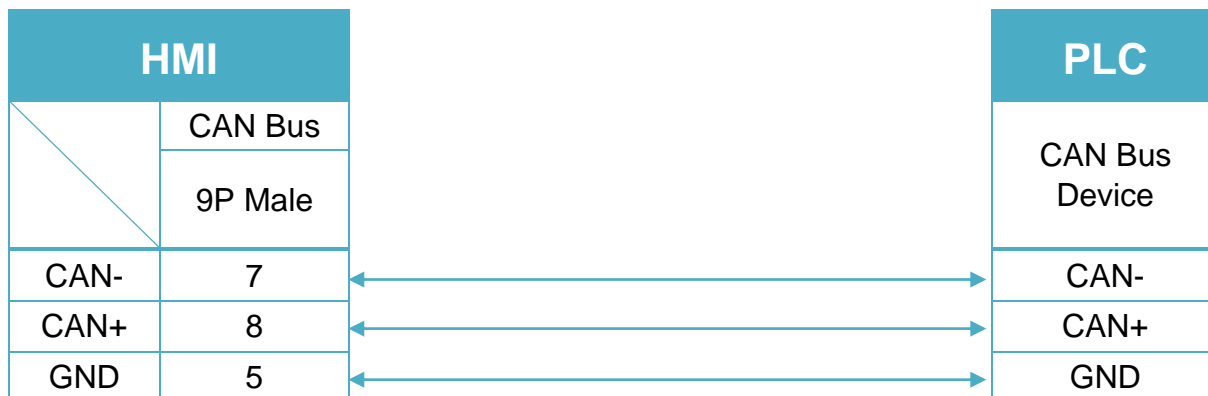 HMI
PLC
CAN Bus
9P Male
CAN Bus
Device
CAN- 7 CAN-
CAN+ 8 CAN+
GND 5 GND